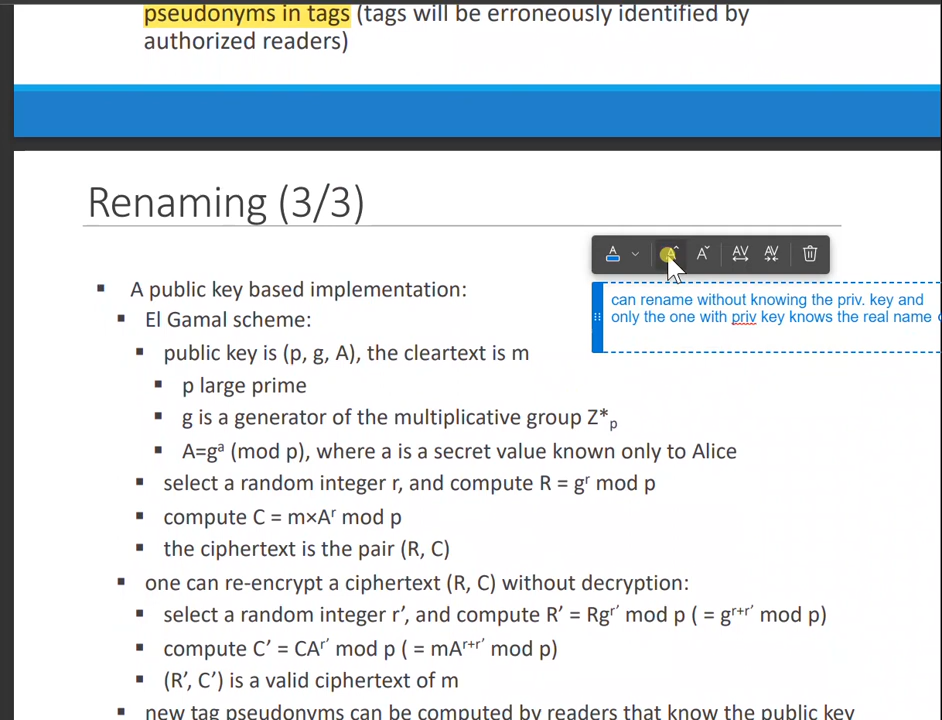 pseudonyms in tags (tags will be erroneously identified by
authorized readers)
Renaming (3/3)
can rename without knowing the priv. key and
only the one with priv key knows the real name
▪ A public key based implementation:
▪ El Gamal scheme:
▪ public key is (p, g, A), the cleartext is m
▪ p large prime
▪ g is a generator of the multiplicative group Z*ₚ
▪ A=gᵃ (mod p), where a is a secret value known only to Alice
▪ select a random integer r, and compute R = gʳ mod p
▪ compute C = m×Aʳ mod p
▪ the ciphertext is the pair (R, C)
▪ one can re-encrypt a ciphertext (R, C) without decryption:
▪ select a random integer r’, and compute R’ = Rgʳ’ mod p ( = gʳ⁺ʳ’ mod p)
▪ compute C’ = CAʳ’ mod p ( = mAʳ⁺ʳ’ mod p)
▪ (R’, C’) is a valid ciphertext of m
▪ new tag pseudonyms can be computed by readers that know the public key